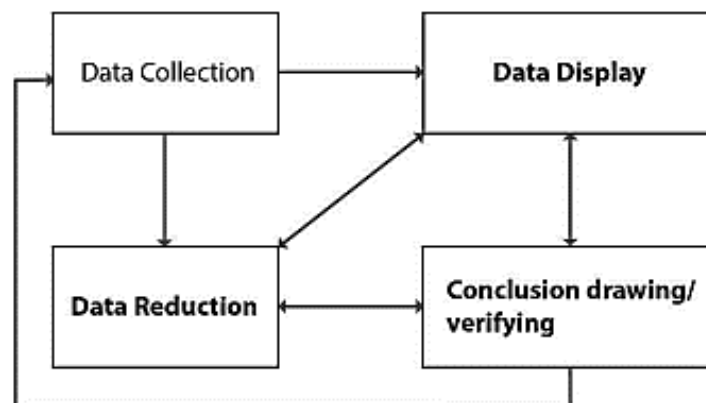 Data Collection
Data Display
Data Reduction
Conclusion drawing/
verifying